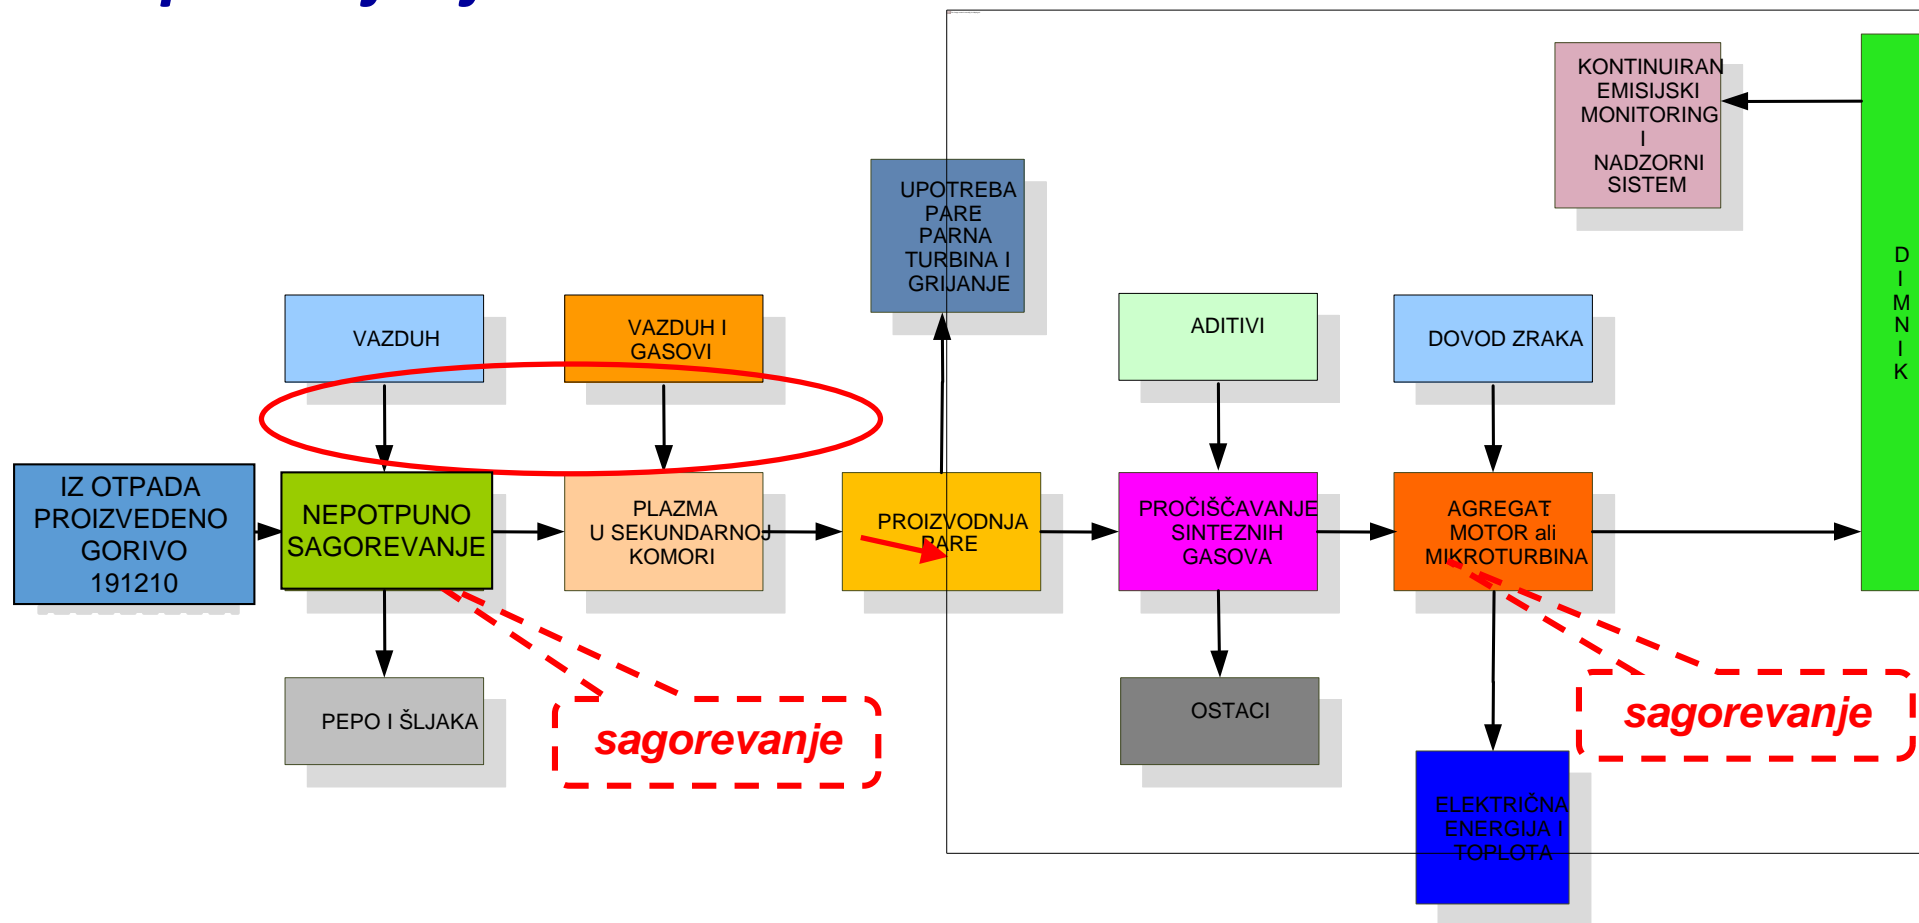 KONTINUIRAN
EMISIJSKI
MONITORING
I
NADZORNI
SISTEM
D
I
M
N
I
K
UPOTREBA
PARE
PARNA
TURBINA I
GRIJANJE
VAZDUH
VAZDUH I
GASOVI
ADITIVI
DOVOD ZRAKA
IZ OTPADA
PROIZVEDENO
GORIVO
191210
NEPOTPUNO
SAGOREVANJE
PLAZMA
U SEKUNDARNOJ
KOMORI
PROIZVODNJA
PARE
PROČIŠČAVANJE
SINTEZNIH
GASOVA
AGREGAT:
MOTOR ali
MIKROTURBINA
PEPO I ŠLJAKA
sagorevanje
OSTACI
sagorevanje
ELEKTRIČNA
ENERGIJA I
TOPLOTA